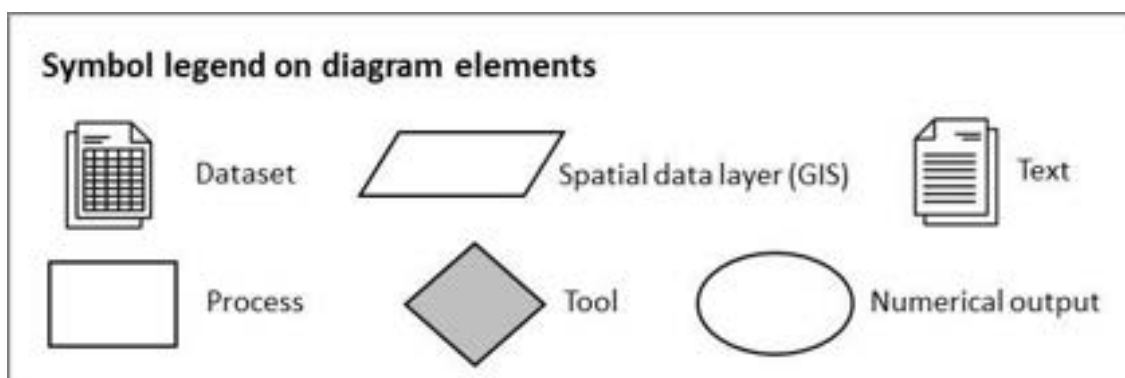 Symbol legend on diagram elements
Dataset
Spatial data layer (GIS)
Text
Process
Tool
Numerical output